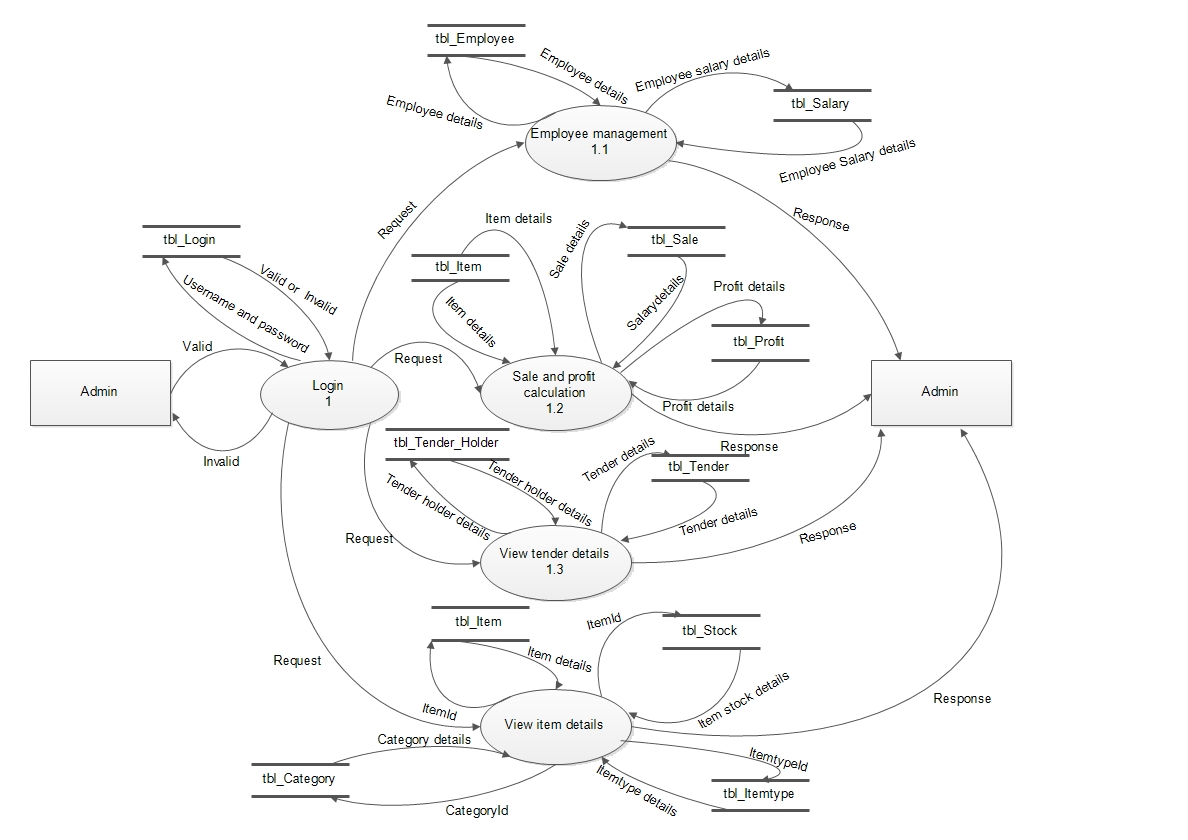 tbl_Employee
Employee details
Employee details
Employee salary details
tbl_Salary
Employee Salary details
Employee management
1.1
Request
Response
tbl_Login
Valid or Invalid
Username and password
Item details
tbl_Item
Item details
Sale details
tbl_Sale
Salarydetails
Profit details
tbl_Profit
Profit details
Valid
Admin
Login
1
Invalid
Request
Sale and profit
calculation
1.2
Admin
Response
tbl_Tender_Holder
Tender holder details
Tender holder details
Tender details
tbl_Tender
Tender details
Request
View tender details
1.3
Response
tbl_Item
Item details
ItemId
ItemId
tbl_Stock
Item stock details
Request
View item details
Response
Category details
tbl_Category
CategoryId
ItemtypeId
tbl_Itemtype
Itemtype details